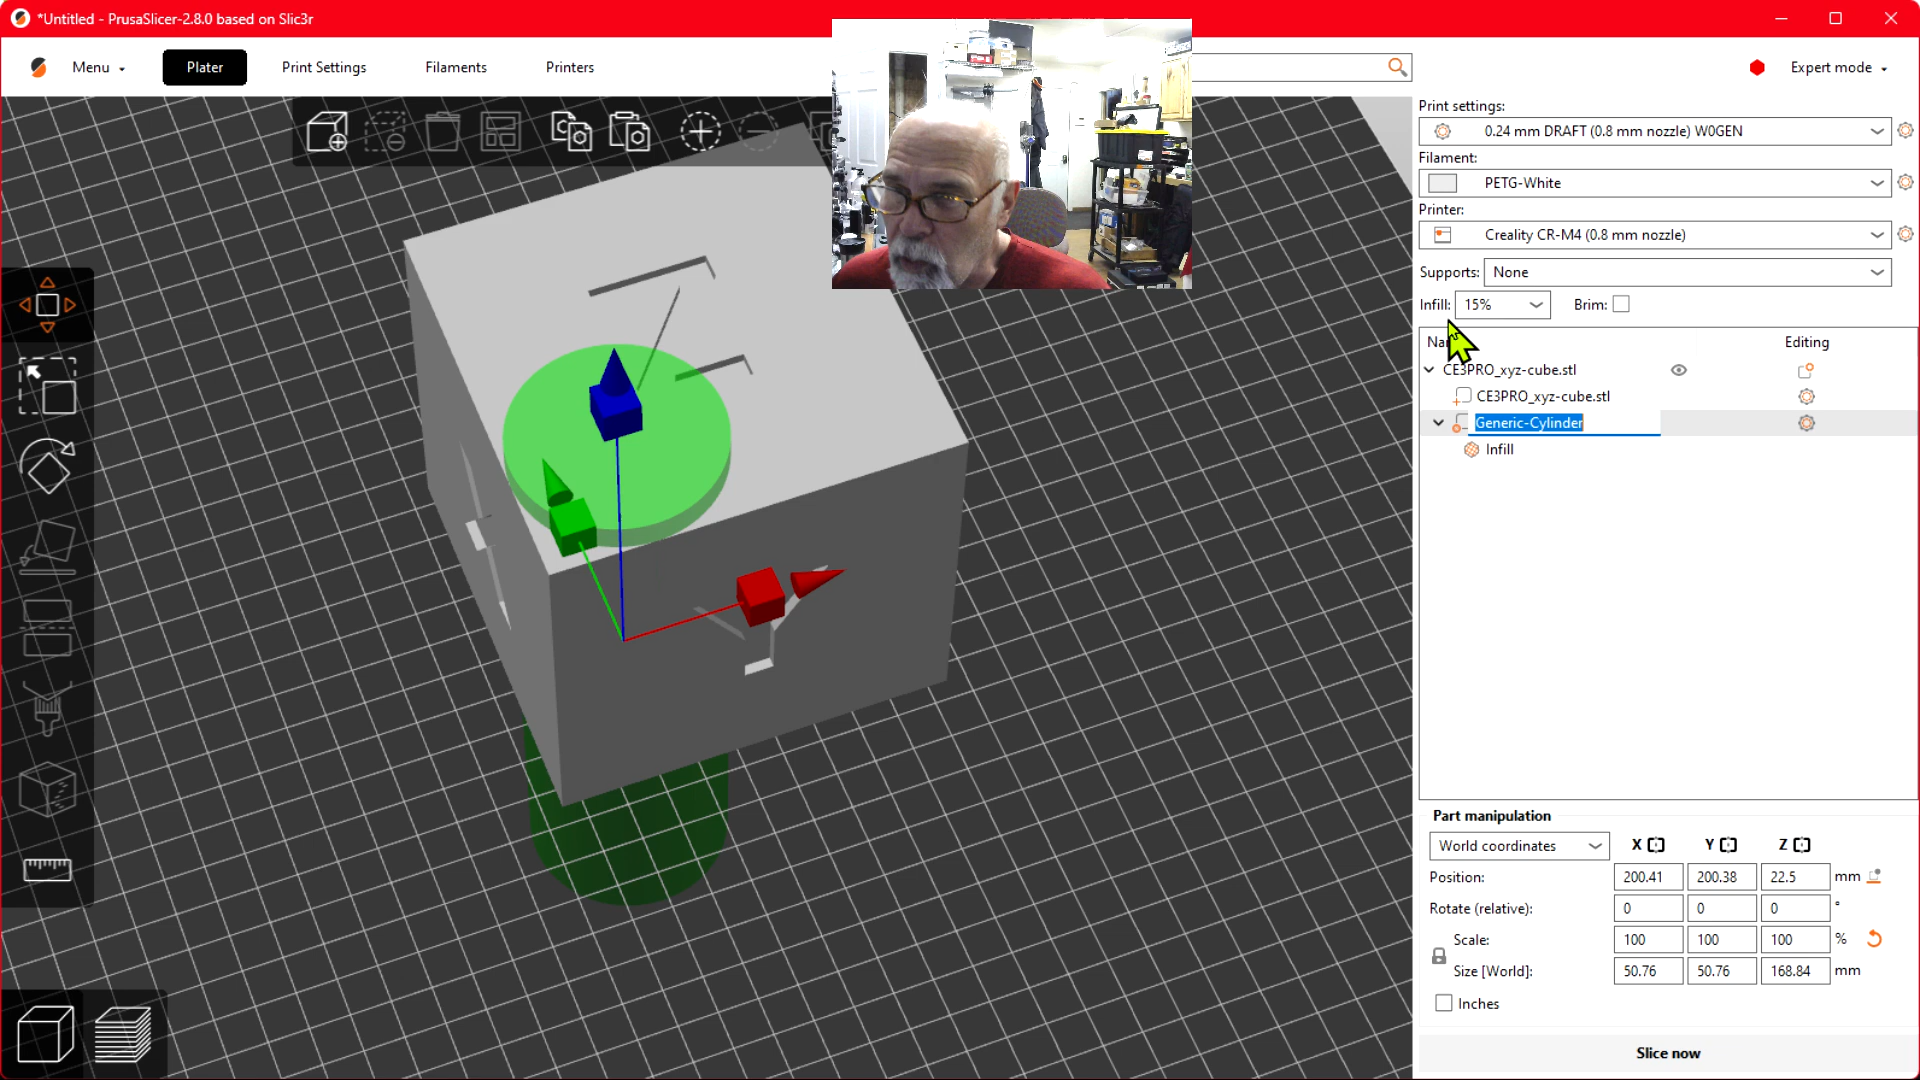 *Untitled - PrusaSlicer-2.8.0 based on Slic3r
Menu
Plater
Print Settings
Filaments
Printers
Expert mode
Print settings:
0.24 mm DRAFT (0.8 mm nozzle) W0GEN
Filament:
PETG-White
Printer:
Creality CR-M4 (0.8 mm nozzle)
Supports: None
Infill: 15% Brim:
Editing
CE3PRO_xyz-cube.stl
CE3PRO_xyz-cube.stl
Generic-Cylinder
Infill
Part manipulation
World coordinates X Y Z
Position: 200.41 200.38 22.5 mm
Rotate (relative): 0 0 0 °
Scale: 100 100 100 %
Size [World]: 50.76 50.76 168.84 mm
Inches
Slice now